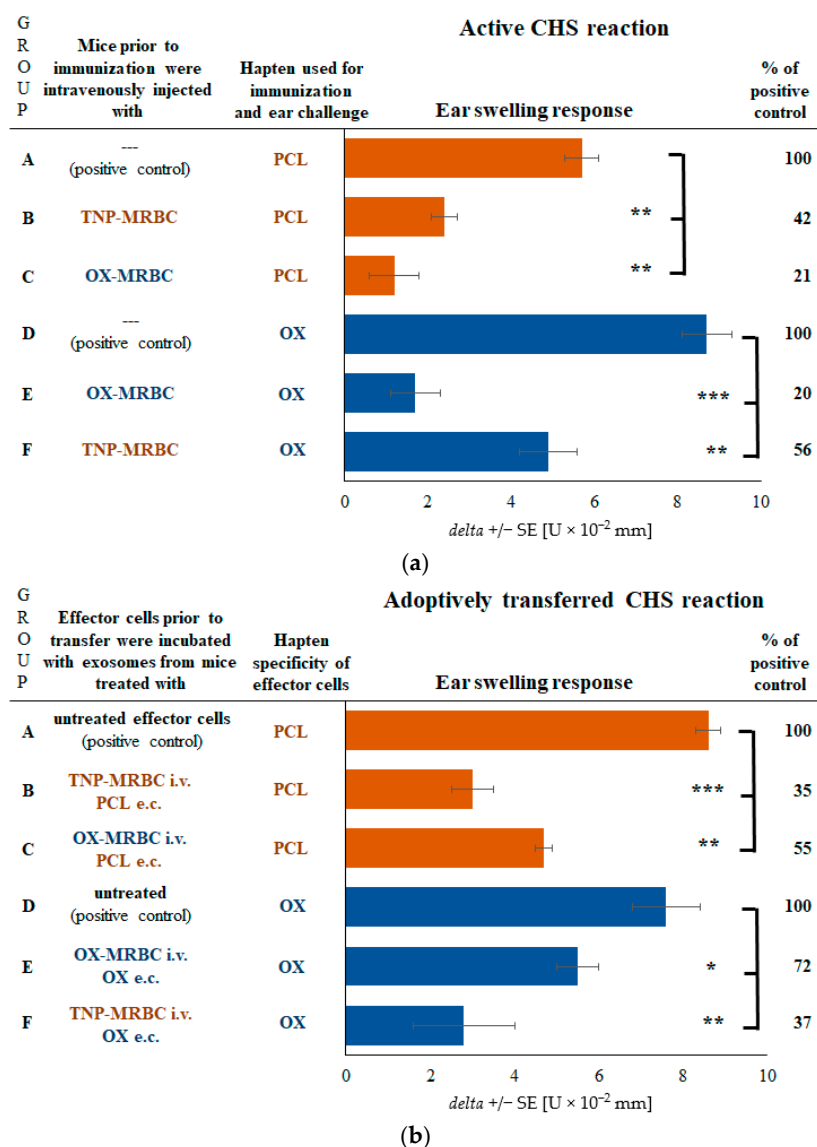 G
R
O
U
P
Mice prior to
immunization were
intravenously injected
with
Hapten used for
immunization
and ear challenge
Active CHS reaction
Ear swelling response
% of
positive
control
A
---
(positive control)
PCL
100
B
TNP-MRBC
PCL
**
42
C
OX-MRBC
PCL
**
21
D
---
(positive control)
OX
100
E
OX-MRBC
OX
***
20
F
TNP-MRBC
OX
**
56
0 2 4 6 8 10
delta +/− SE [U × 10⁻² mm]
(a)
G
R
O
U
P
Effector cells prior to
transfer were incubated
with exosomes from mice
treated with
Hapten
specificity of
effector cells
Adoptively transferred CHS reaction
Ear swelling response
% of
positive
control
A
untreated effector cells
(positive control)
PCL
100
B
TNP-MRBC i.v.
PCL e.c.
PCL
***
35
C
OX-MRBC i.v.
PCL e.c.
PCL
**
55
D
untreated
(positive control)
OX
100
E
OX-MRBC i.v.
OX e.c.
OX
*
72
F
TNP-MRBC i.v.
OX e.c.
OX
**
37
0 2 4 6 8 10
delta +/− SE [U × 10⁻² mm]
(b)